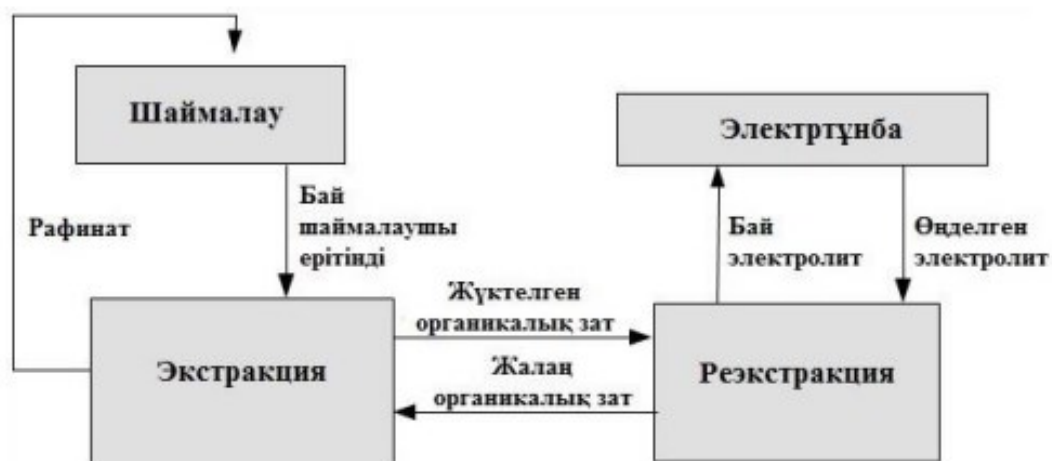 Шаймалау
Электртұнба
Рафинат
Бай
шаймалаушы
ерітінді
Бай
электролит
Өңделген
электролит
Жүктелген
органикалық зат
Экстракция
Жалаң
органикалық зат
Реэкстракция